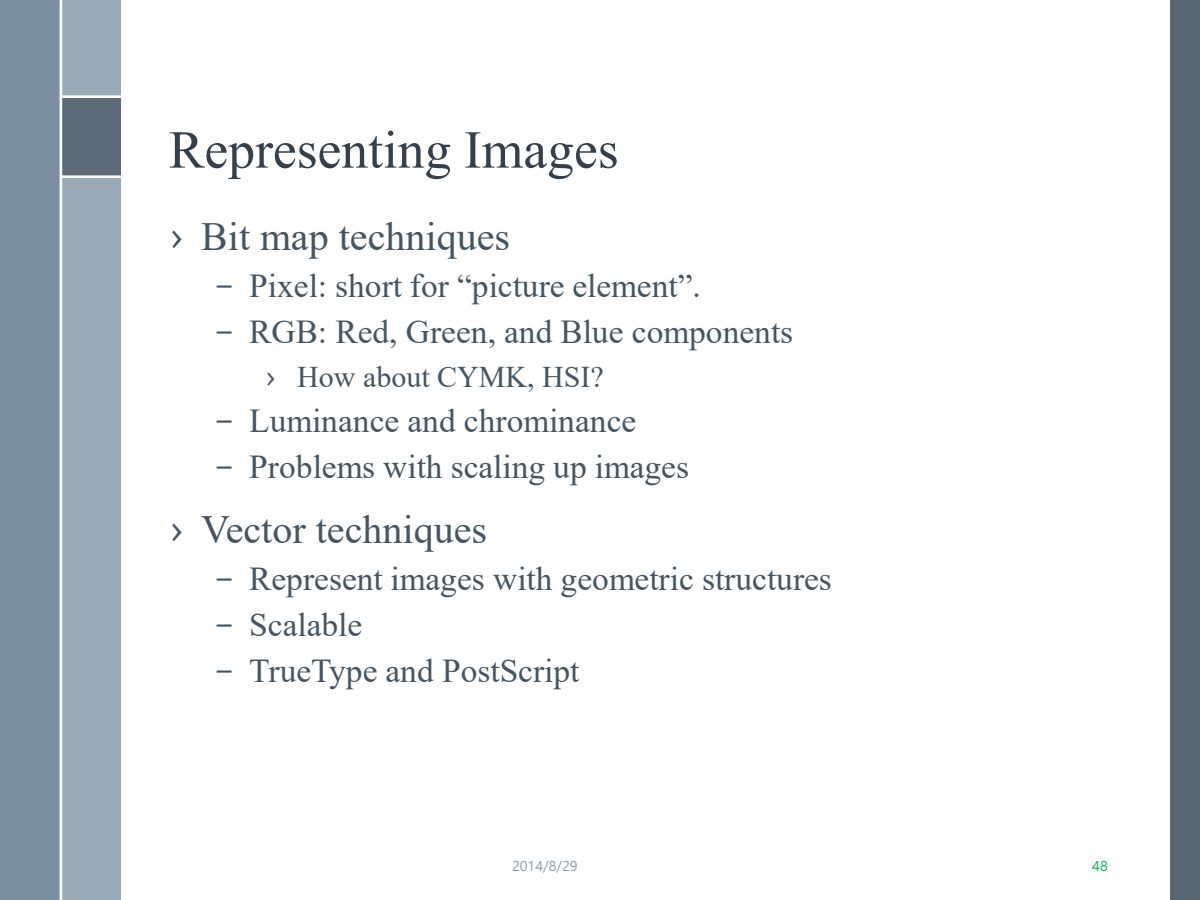 Representing Images
› Bit map techniques
– Pixel: short for “picture element”.
– RGB: Red, Green, and Blue components
› How about CYMK, HSI?
– Luminance and chrominance
– Problems with scaling up images
› Vector techniques
– Represent images with geometric structures
– Scalable
– TrueType and PostScript
2014/8/29
48